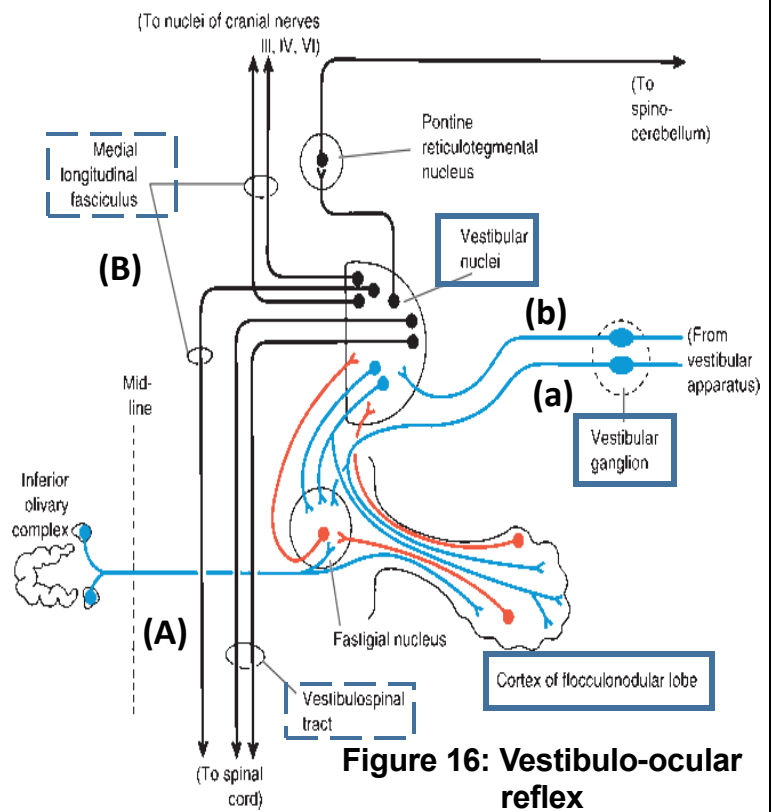 (To nuclei of cranial nerves
III, IV, VI)
(To
spino-
cerebellum)
Pontine
reticulotegmental
nucleus
Medial
longitudinal
fasciculus
(B)
Vestibular
nuclei
(b)
(From
vestibular
apparatus)
(a)
Mid-
line
Vestibular
ganglion
Inferior
olivary
complex
(A)
Fastigial nucleus
Cortex of flocculonodular lobe
Vestibulospinal
tract
(To spinal
cord)
Figure 16: Vestibulo-ocular
reflex